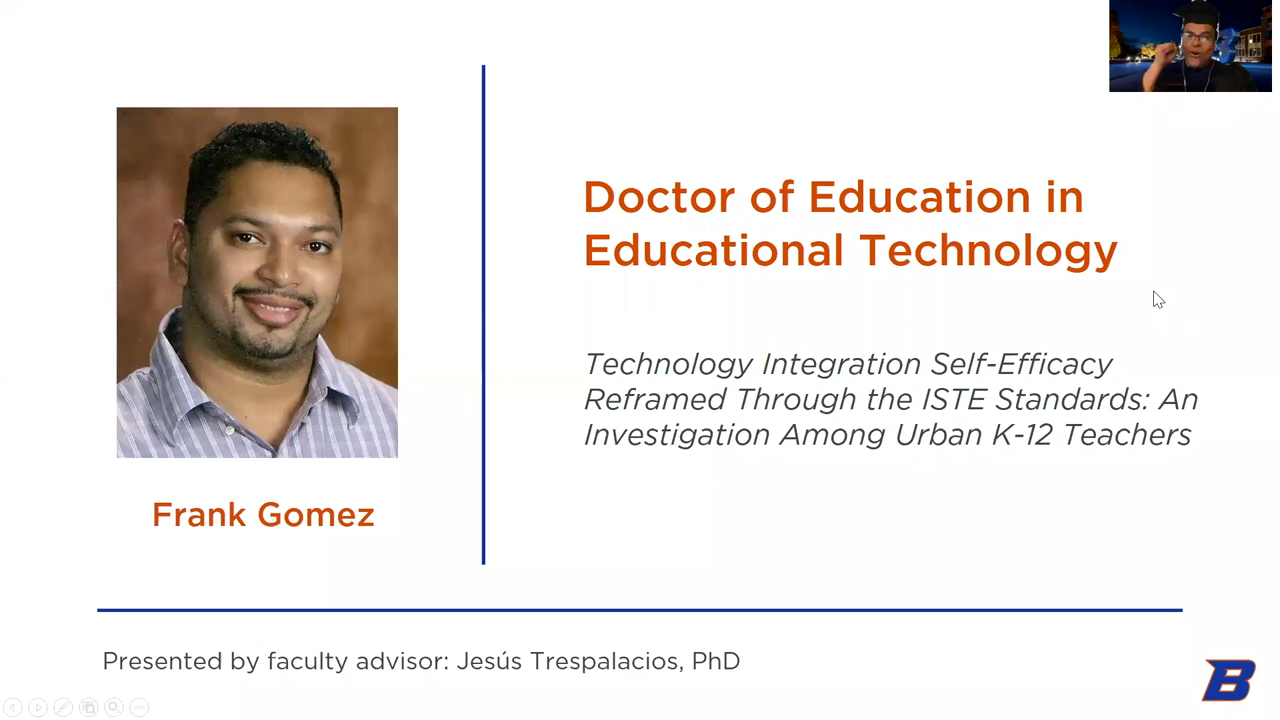 Doctor of Education in
Educational Technology
Technology Integration Self-Efficacy
Reframed Through the ISTE Standards: An
Investigation Among Urban K-12 Teachers
Frank Gomez
Presented by faculty advisor: Jesús Trespalacios, PhD
B